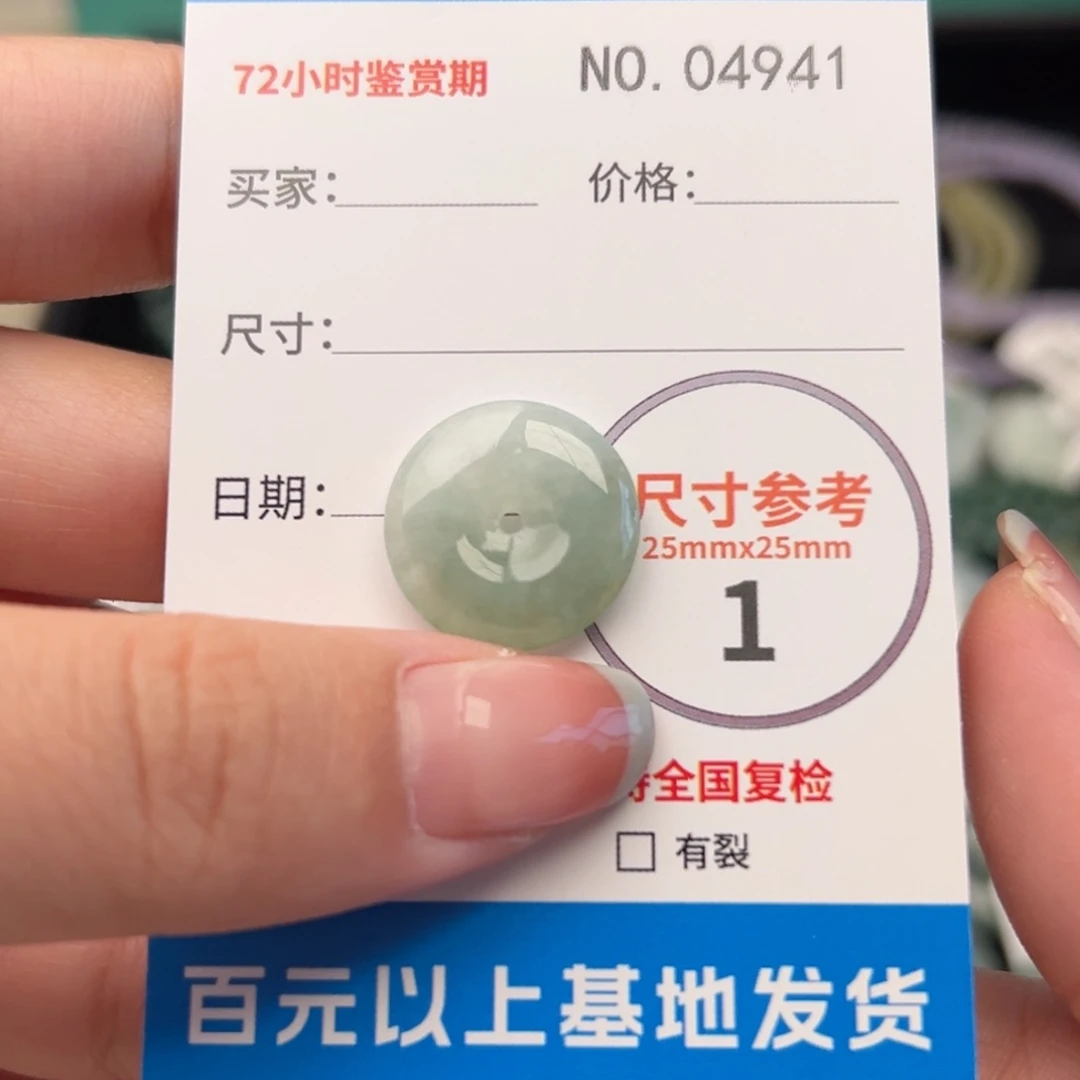 72小时鉴赏期 NO. 04941
买家： 价格：
尺寸：
日期：
尺寸参考
25mmx25mm
1
全国复检
□ 有裂
百元以上基地发货